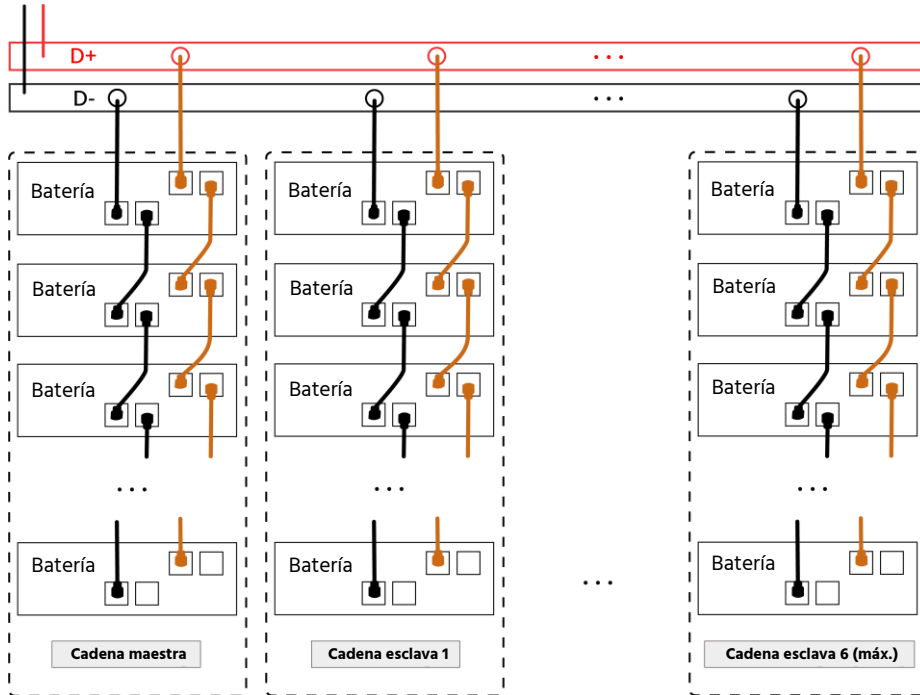 D+
...
D-
...
Batería
Batería
Batería
Batería
Batería
Batería
Batería
Batería
Batería
...
...
...
Batería
Batería
Batería
...
Cadena maestra
Cadena esclava 1
Cadena esclava 6 (máx.)